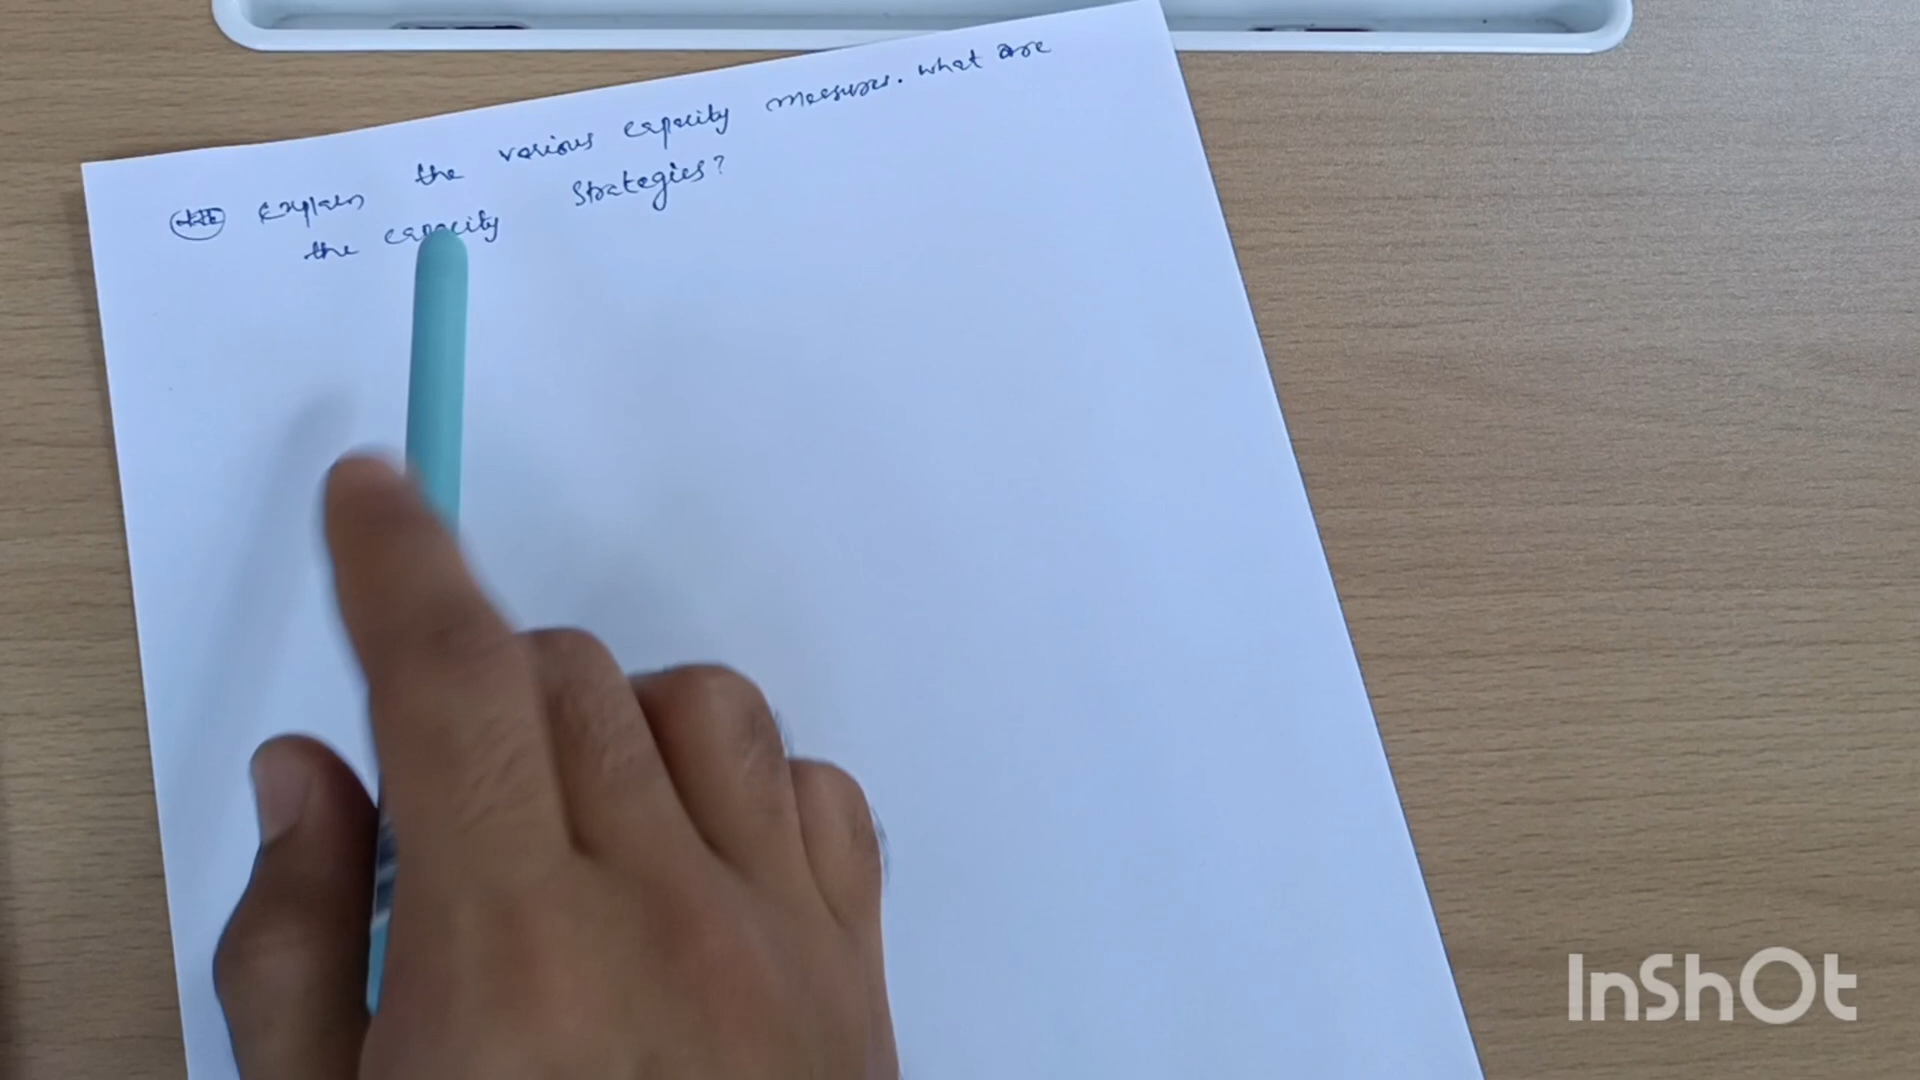 Explain the various capacity measures. what are
the capacity strategies?
InShOt